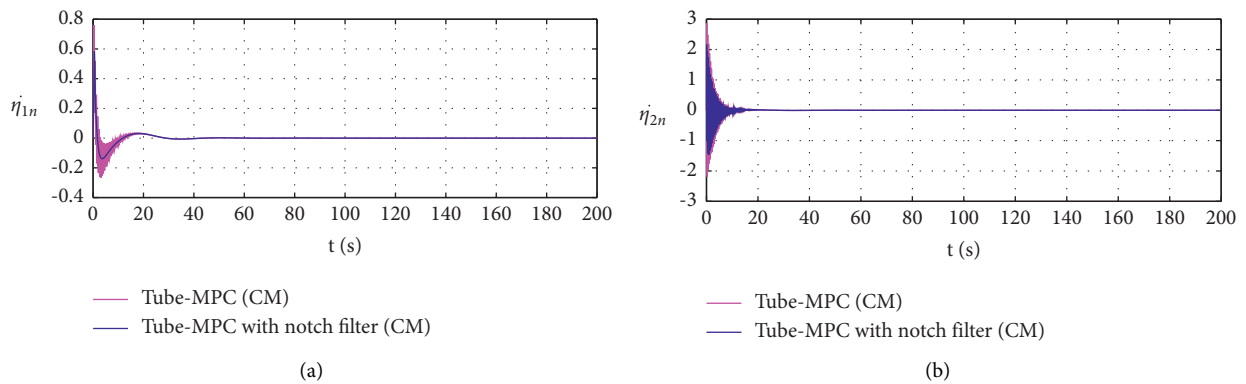 0.8
0.6
0.4
0.2
0
-0.2
-0.4
η̇1n
0 20 40 60 80 100 120 140 160 180 200
t (s)
Tube-MPC (CM)
Tube-MPC with notch filter (CM)
(a)
3
2
1
0
-1
-2
-3
η̇2n
0 20 40 60 80 100 120 140 160 180 200
t (s)
Tube-MPC (CM)
Tube-MPC with notch filter (CM)
(b)